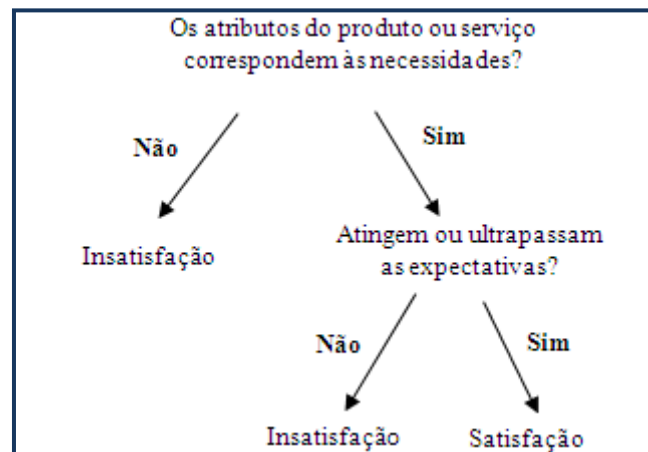 Os atributos do produto ou serviço
correspondem às necessidades?
Não
Sim
Insatisfação
Atingem ou ultrapassam
as expectativas?
Não
Sim
Insatisfação
Satisfação